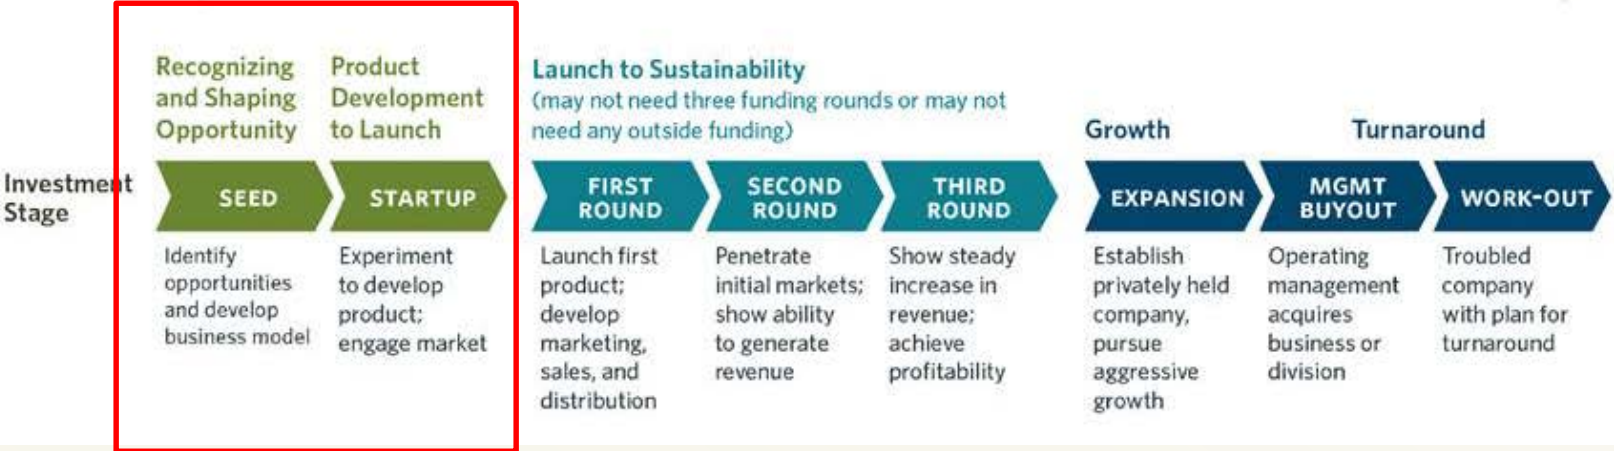 Recognizing
and Shaping
Opportunity
Product
Development
to Launch
Launch to Sustainability
(may not need three funding rounds or may not
need any outside funding)
Growth
Turnaround
Investment
Stage
SEED
STARTUP
FIRST
ROUND
SECOND
ROUND
THIRD
ROUND
EXPANSION
MGMT
BUYOUT
WORK-OUT
Identify
opportunities
and develop
business model
Experiment
to develop
product;
engage market
Launch first
product;
develop
marketing,
sales, and
distribution
Penetrate
initial markets;
show ability
to generate
revenue
Show steady
increase in
revenue;
achieve
profitability
Establish
privately held
company,
pursue
aggressive
growth
Operating
management
acquires
business or
division
Troubled
company
with plan for
turnaround